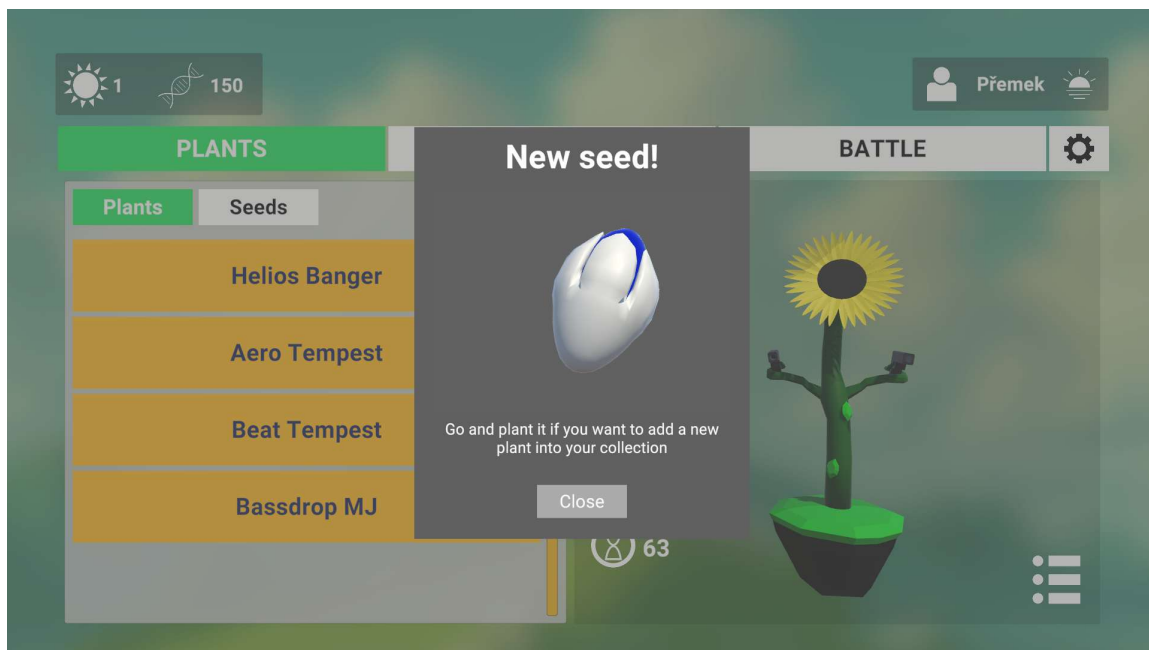 1
150
Přemek
PLANTS
BATTLE
New seed!
Plants
Seeds
Helios Banger
Aero Tempest
Beat Tempest
Bassdrop MJ
Go and plant it if you want to add a new
plant into your collection
Close
63